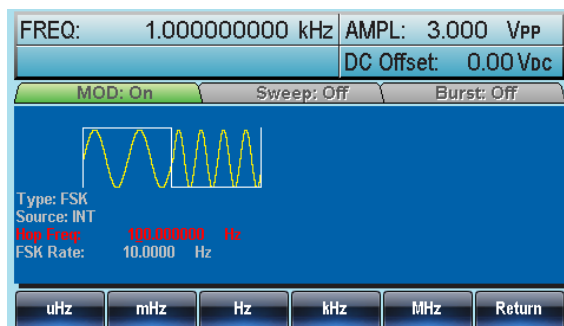 FREQ: 1.000000000 kHz AMPL: 3.000 VPP
DC Offset: 0.00 VDC
MOD: On Sweep: Off Burst: Off
Type: FSK
Source: INT
Hop Freq: 100.000000 Hz
FSK Rate: 10.0000 Hz
uHz mHz Hz kHz MHz Return